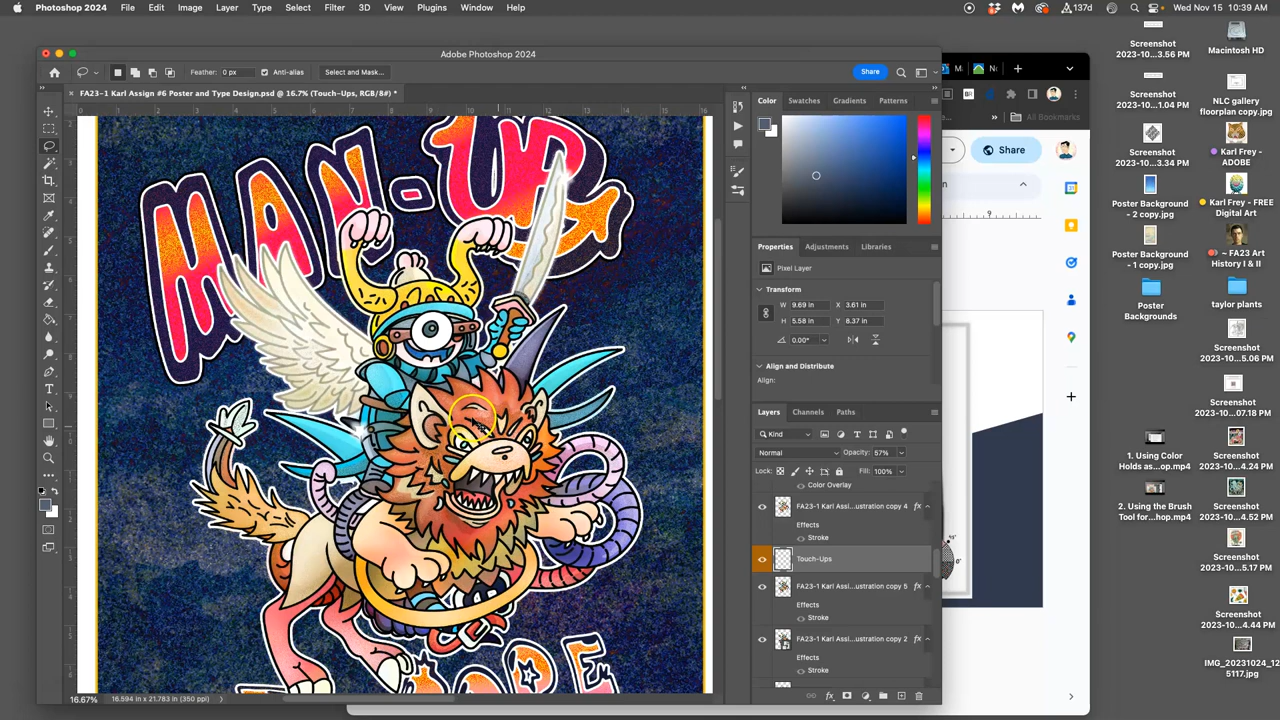 Photoshop 2024 File Edit Image Layer Type Select Filter 3D View Plugins Window Help 137d Wed Nov 15 10:39 AM
Adobe Photoshop 2024
Feather: 0 px Anti-alias Select and Mask... Share
FA23-1 Karl Assign #6 Poster and Type Design.psd @ 16.7% (Touch-Ups, RGB/8#) *
MAN-UP
Color Swatches Gradients Patterns
Properties Adjustments Libraries
Pixel Layer
Transform
W 9.69 in X 3.61 in
H 5.58 in Y 8.37 in
0.00°
Align and Distribute
Align:
Layers Channels Paths
Kind
Normal Opacity: 57%
Lock: Fill: 100%
Color Overlay
FA23-1 Karl Assi...ustration copy 4 fx
Effects
Stroke
Touch-Ups
FA23-1 Karl Assi...ustration copy 5 fx
Effects
Stroke
FA23-1 Karl Assi...ustration copy 2 fx
Effects
Stroke
16.67% 16.594 in x 21.783 in (350 ppi)
All Bookmarks
Share
9
Screenshot
2023-10...3.56 PM
Macintosh HD
Screenshot
2023-10...1.04 PM
NLC gallery
floorplan copy.jpg
Screenshot
2023-10...3.34 PM
Karl Frey -
ADOBE
Poster Background
- 2 copy.jpg
Karl Frey - FREE
Digital Art
Poster Background
- 1 copy.jpg
~ FA23 Art
History I & II
Poster
Backgrounds
taylor plants
Screenshot
2023-10...5.06 PM
Screenshot
2023-10...07.18 PM
1. Using Color
Holds as...op.mp4
Screenshot
2023-10...4.24 PM
2. Using the Brush
Tool for...hop.mp4
Screenshot
2023-10...4.52 PM
Screenshot
2023-10...5.17 PM
Screenshot
2023-10...4.44 PM
IMG_20231024_12
5117.jpg